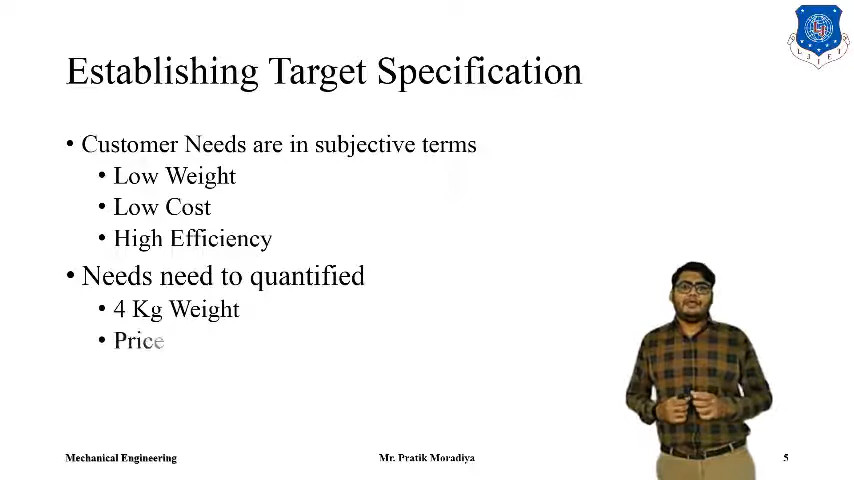 Establishing Target Specification
• Customer Needs are in subjective terms
• Low Weight
• Low Cost
• High Efficiency
• Needs need to quantified
• 4 Kg Weight
• Price
Mechanical Engineering
Mr. Pratik Moradiya
5